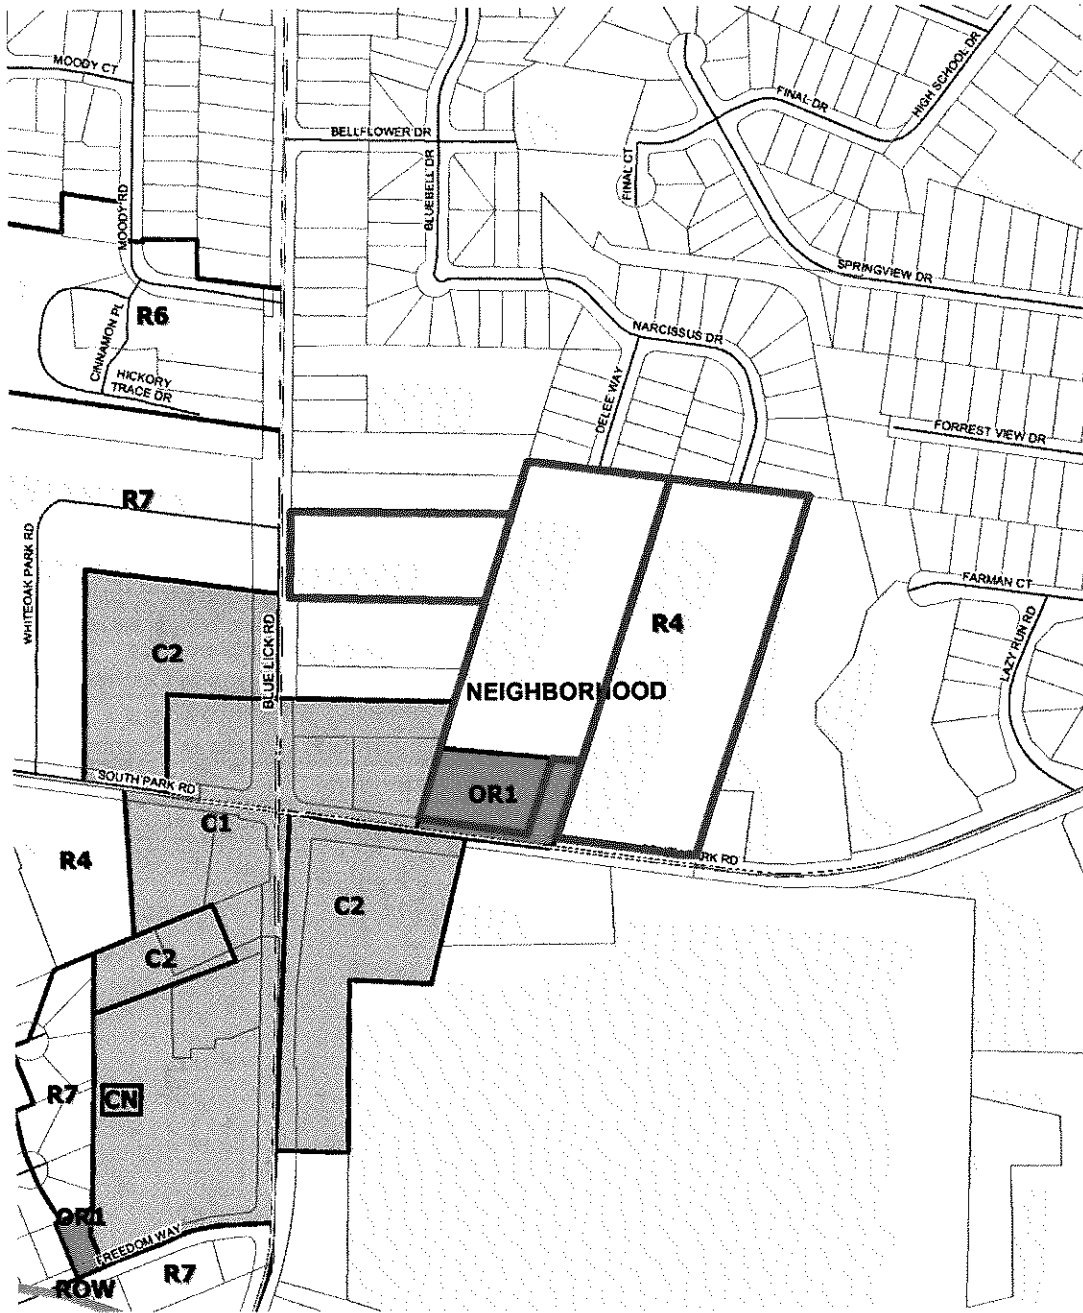 MOODY CT
HIGH SCHOOL DR
FINAL DR
BELLFLOWER DR
FINAL CT
BLUEBELL DR
MOODY RD
SPRINGVIEW DR
R6
CINNAMON PL
NARCISSUS DR
HICKORY
TRACE DR
DELEE WAY
FORREST VIEW DR
R7
WHITEOAK PARK RD
FARMAN CT
LAZY RUN RD
R4
C2
BLUE LICK RD
NEIGHBORHOOD
SOUTH PARK RD
OR1
C1
RK RD
R4
C2
C2
R7
CN
OR1
FREEDOM WAY
R7
ROW